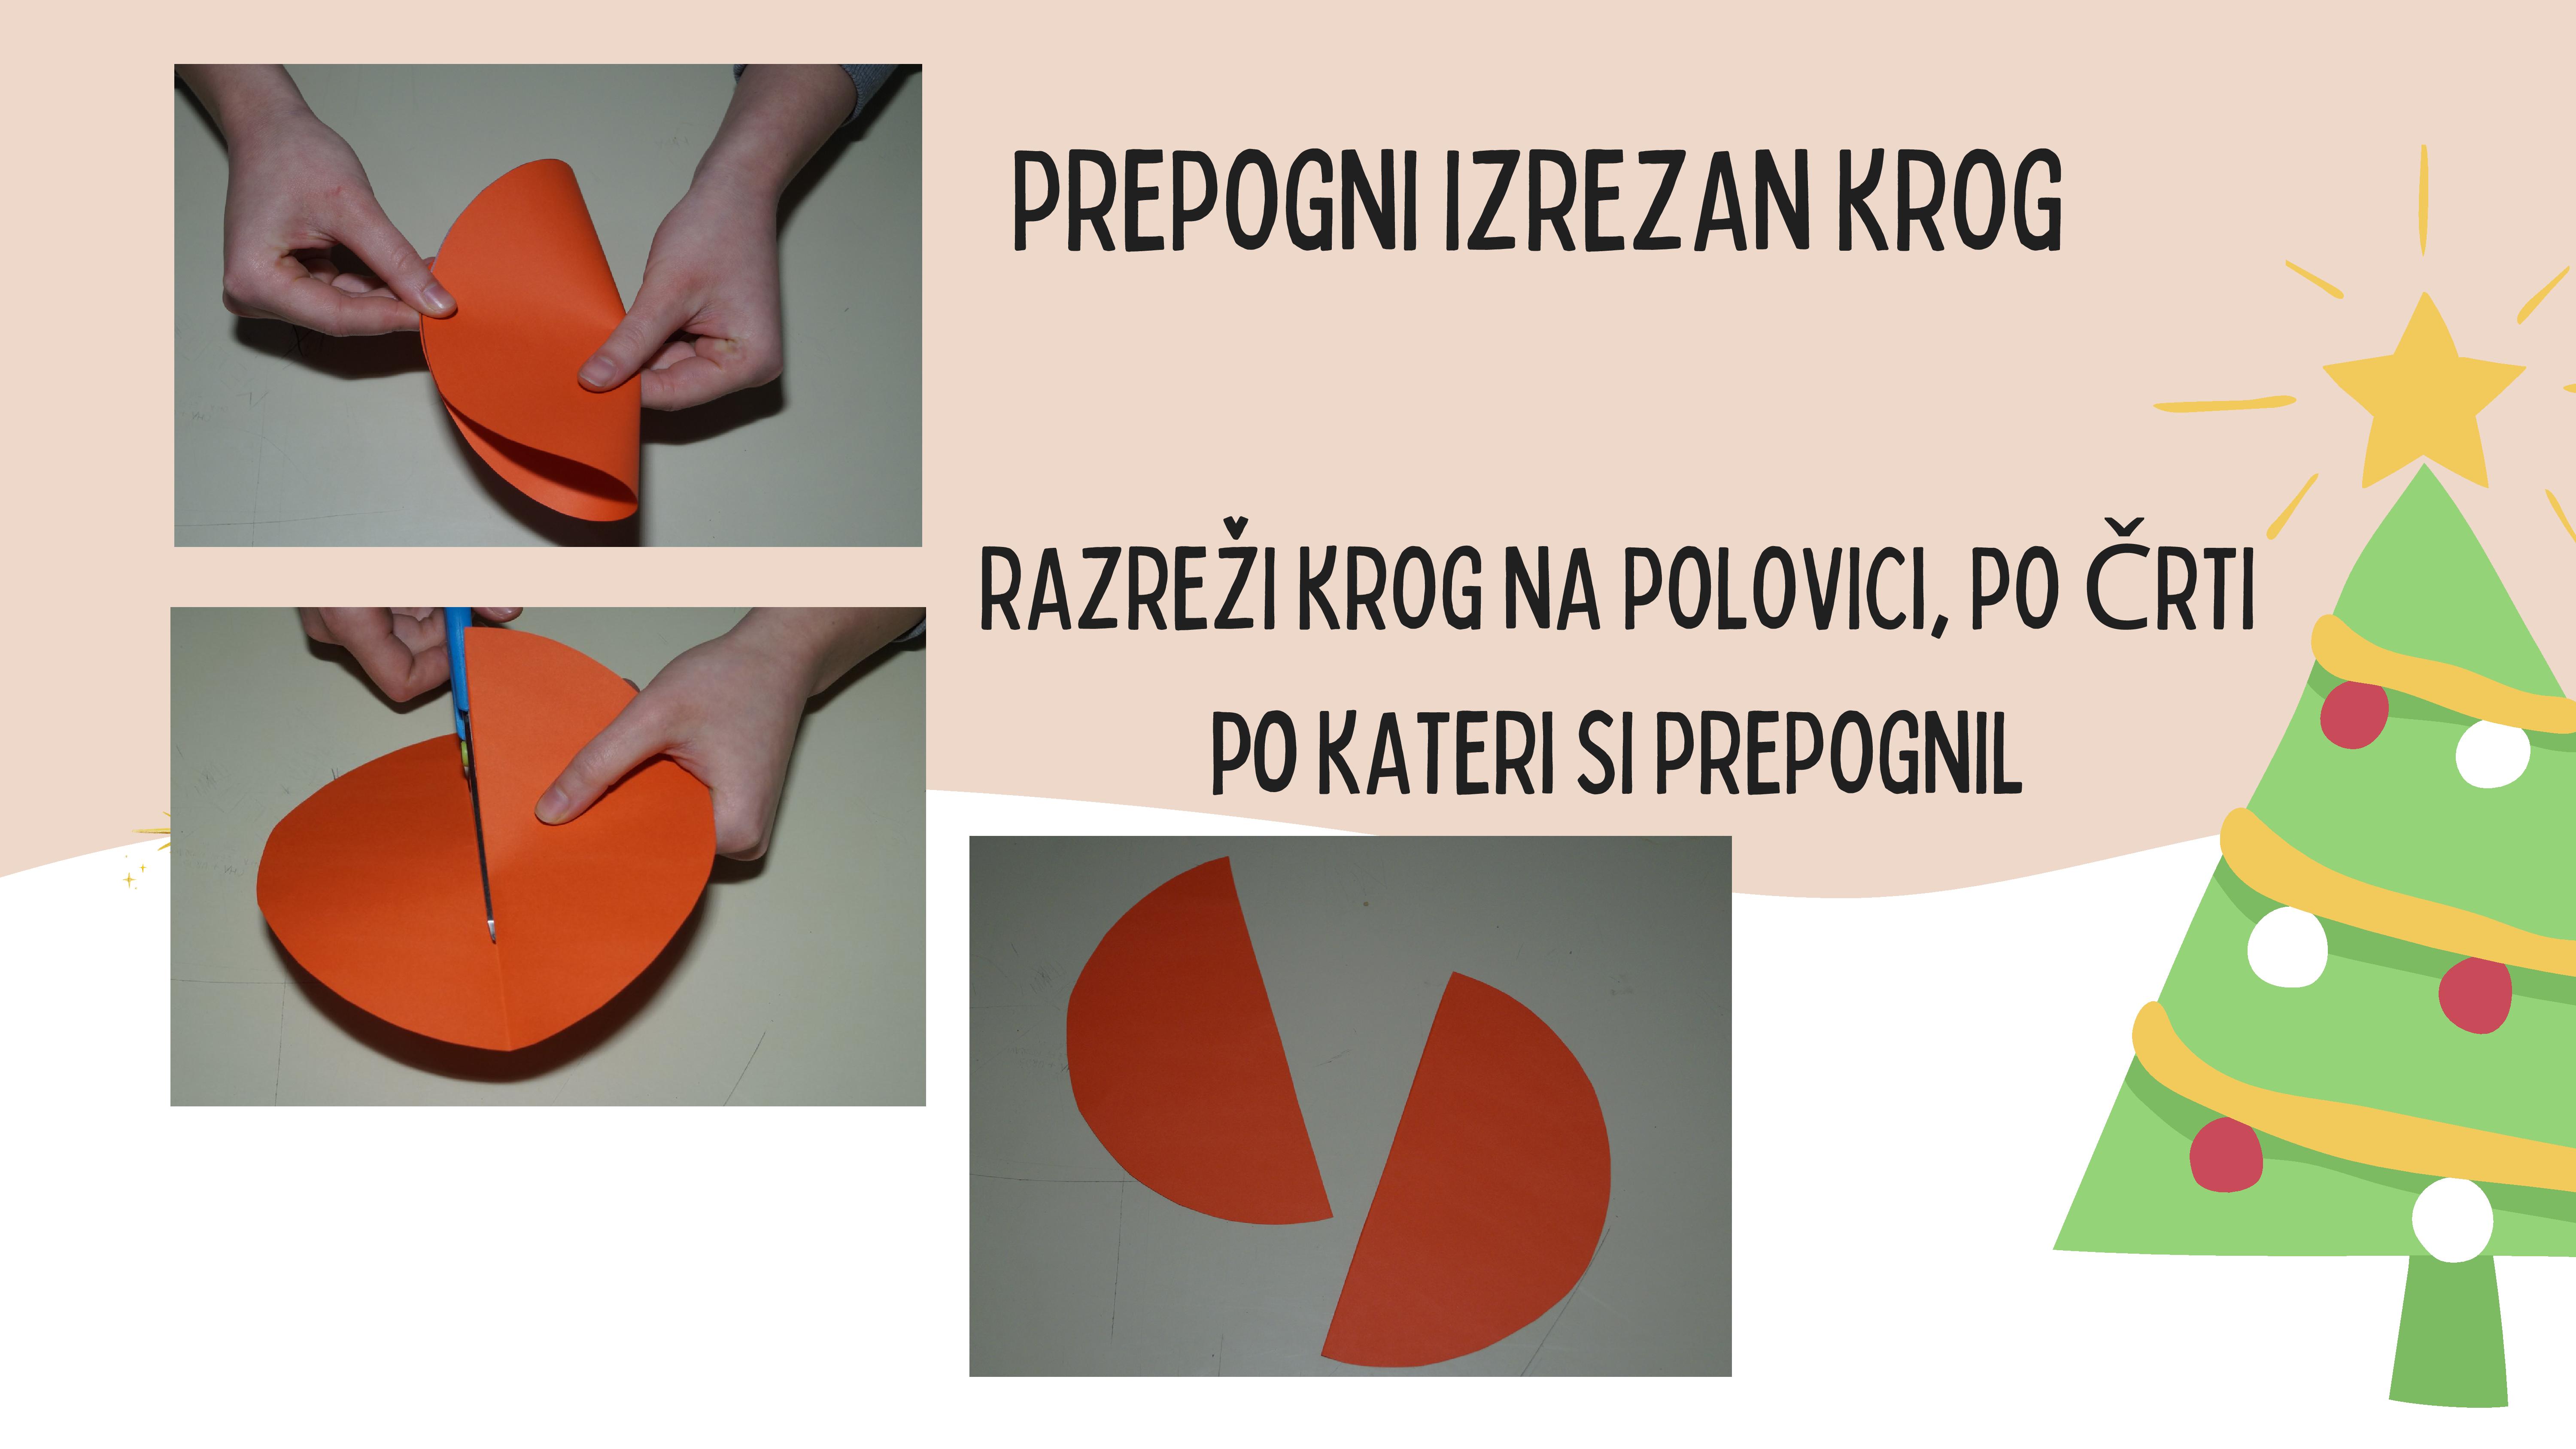 PREPOGNI IZREZAN KROG
RAZREŽI KROG NA POLOVICI, PO ČRTI
PO KATERI SI PREPOGNIL